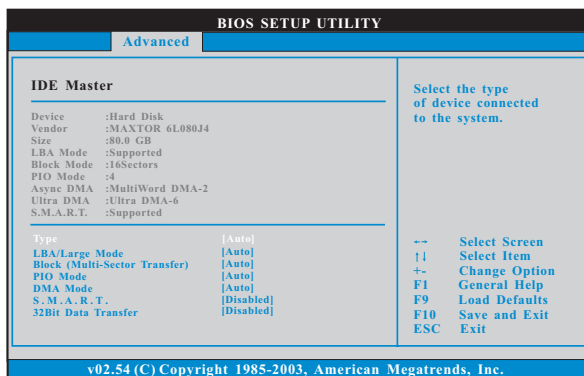 BIOS SETUP UTILITY
Advanced
IDE Master
Device :Hard Disk
Vendor :MAXTOR 6L080J4
Size :80.0 GB
LBA Mode :Supported
Block Mode :16Sectors
PIO Mode :4
Async DMA :MultiWord DMA-2
Ultra DMA :Ultra DMA-6
S.M.A.R.T. :Supported
Type [Auto]
LBA/Large Mode [Auto]
Block (Multi-Sector Transfer) [Auto]
PIO Mode [Auto]
DMA Mode [Auto]
S.M.A.R.T. [Disabled]
32Bit Data Transfer [Disabled]
Select the type
of device connected
to the system.
↔ Select Screen
↑↓ Select Item
+- Change Option
F1 General Help
F9 Load Defaults
F10 Save and Exit
ESC Exit
v02.54 (C) Copyright 1985-2003, American Megatrends, Inc.